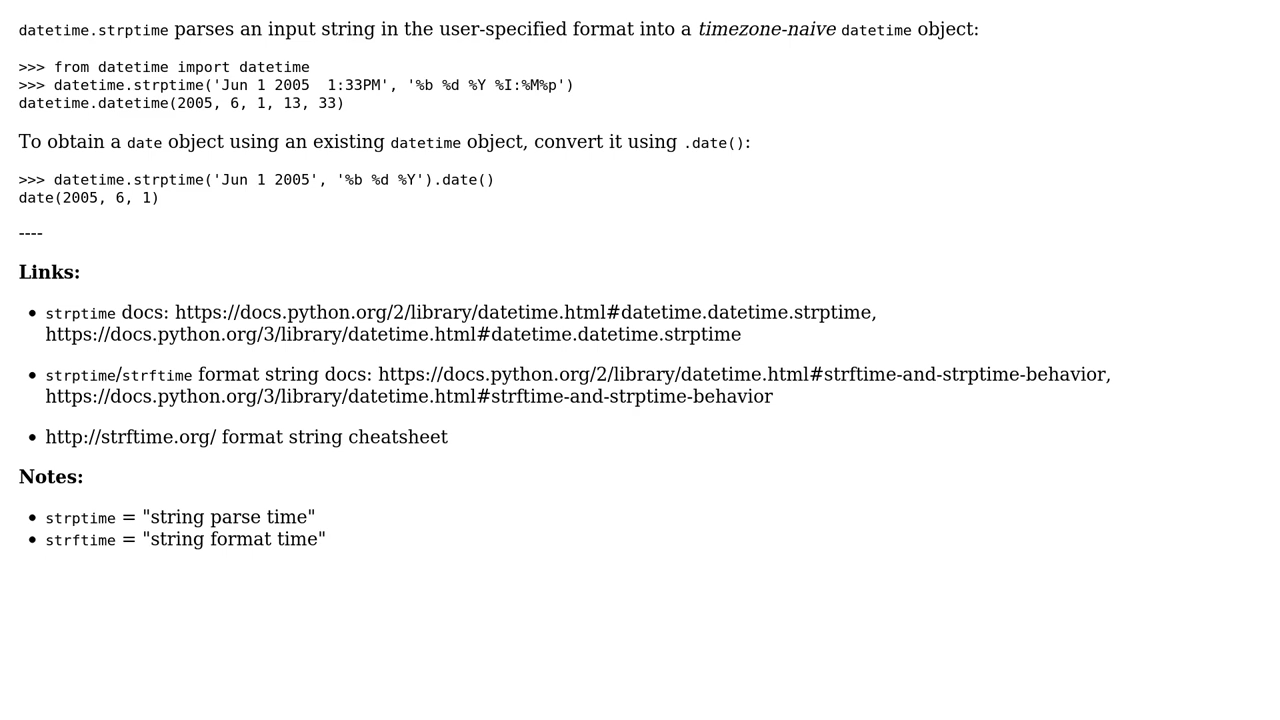 datetime.strptime parses an input string in the user-specified format into a timezone-naive datetime object:
>>> from datetime import datetime
>>> datetime.strptime('Jun 1 2005  1:33PM', '%b %d %Y %I:%M%p')
datetime.datetime(2005, 6, 1, 13, 33)
To obtain a date object using an existing datetime object, convert it using .date():
>>> datetime.strptime('Jun 1 2005', '%b %d %Y').date()
date(2005, 6, 1)
----
Links:
• strptime docs: https://docs.python.org/2/library/datetime.html#datetime.datetime.strptime,
https://docs.python.org/3/library/datetime.html#datetime.datetime.strptime
• strptime/strftime format string docs: https://docs.python.org/2/library/datetime.html#strftime-and-strptime-behavior,
https://docs.python.org/3/library/datetime.html#strftime-and-strptime-behavior
• http://strftime.org/ format string cheatsheet
Notes:
• strptime = "string parse time"
• strftime = "string format time"